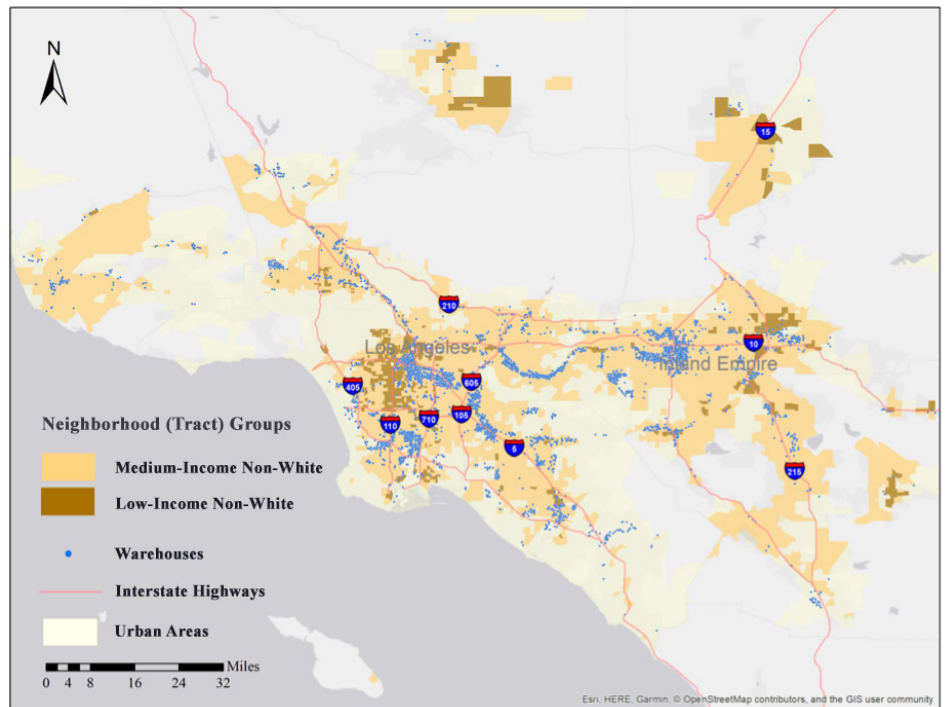 N
15
210
Los Angeles
10
Inland Empire
405
605
110
710
105
5
215
Neighborhood (Tract) Groups
Medium-Income Non-White
Low-Income Non-White
Warehouses
Interstate Highways
Urban Areas
Miles
0 4 8 16 24 32
Esri, HERE, Garmin, © OpenStreetMap contributors, and the GIS user community